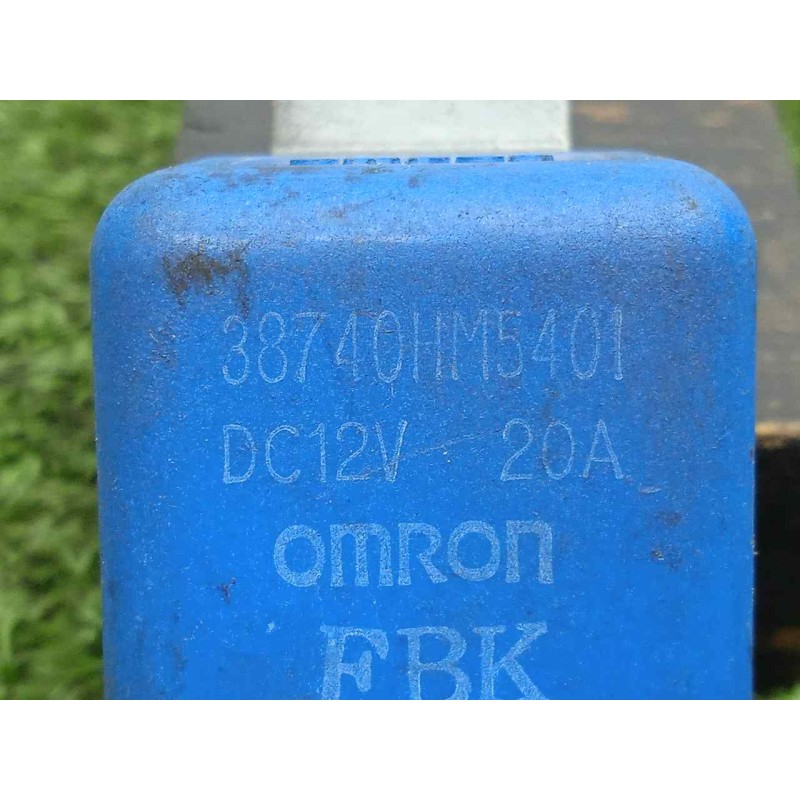 38740HM5401
DC12V 20A
omron
FBK